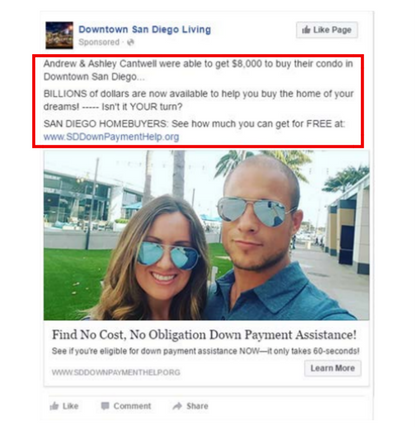 Downtown San Diego Living
Sponsored ·
Like Page
Andrew & Ashley Cantwell were able to get $8,000 to buy their condo in
Downtown San Diego...
BILLIONS of dollars are now available to help you buy the home of your
dreams! ----- Isn't it YOUR turn?
SAN DIEGO HOMEBUYERS: See how much you can get for FREE at:
www.SDDownPaymentHelp.org
Find No Cost, No Obligation Down Payment Assistance!
See if you're eligible for down payment assistance NOW—it only takes 60-seconds!
WWW.SDDOWNPAYMENTHELP.ORG
Learn More
Like
Comment
Share